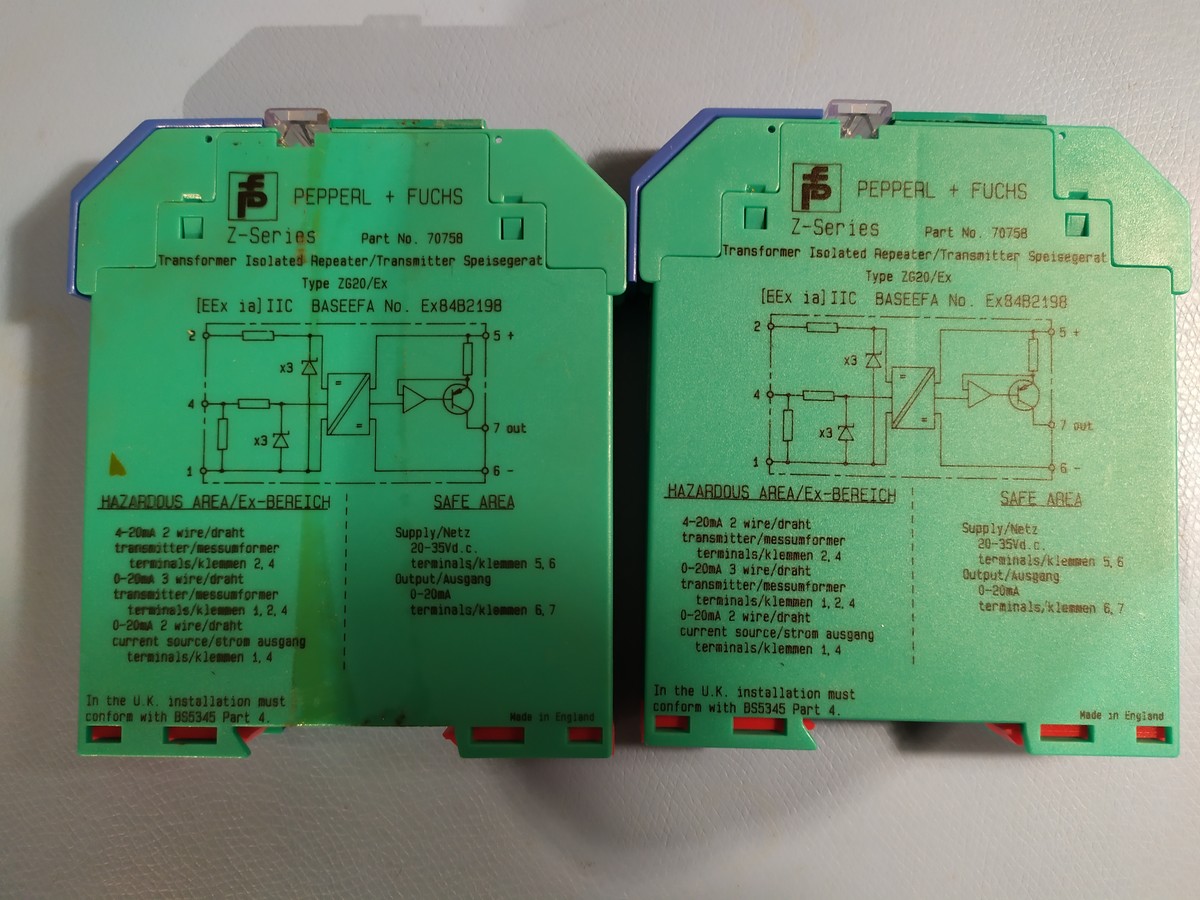 PEPPERL + FUCHS
Z-Series Part No. 70758
Transformer Isolated Repeater/Transmitter Speisegerat
Type ZG20/Ex
[EEx ia]IIC BASEEFA No. Ex84B2198
2
5 +
x3
4
7 out
x3
1
6 -
HAZARDOUS AREA/Ex-BEREICH
SAFE AREA
4-20mA 2 wire/draht
transmitter/messumformer
terminals/klemmen 2,4
0-20mA 3 wire/draht
transmitter/messumformer
terminals/klemmen 1,2,4
0-20mA 2 wire/draht
current source/strom ausgang
terminals/klemmen 1,4
Supply/Netz
20-35Vd.c.
terminals/klemmen 5,6
Output/Ausgang
0-20mA
terminals/klemmen 6,7
In the U.K. installation must
conform with BS5345 Part 4.
Made in England
PEPPERL + FUCHS
Z-Series Part No. 70758
Transformer Isolated Repeater/Transmitter Speisegerat
Type ZG20/Ex
[EEx ia]IIC BASEEFA No. Ex84B2198
2
5 +
x3
4
7 out
x3
1
6 -
HAZARDOUS AREA/Ex-BEREICH
SAFE AREA
4-20mA 2 wire/draht
transmitter/messumformer
terminals/klemmen 2,4
0-20mA 3 wire/draht
transmitter/messumformer
terminals/klemmen 1,2,4
0-20mA 2 wire/draht
current source/strom ausgang
terminals/klemmen 1,4
Supply/Netz
20-35Vd.c.
terminals/klemmen 5,6
Output/Ausgang
0-20mA
terminals/klemmen 6,7
In the U.K. installation must
conform with BS5345 Part 4.
Made in England